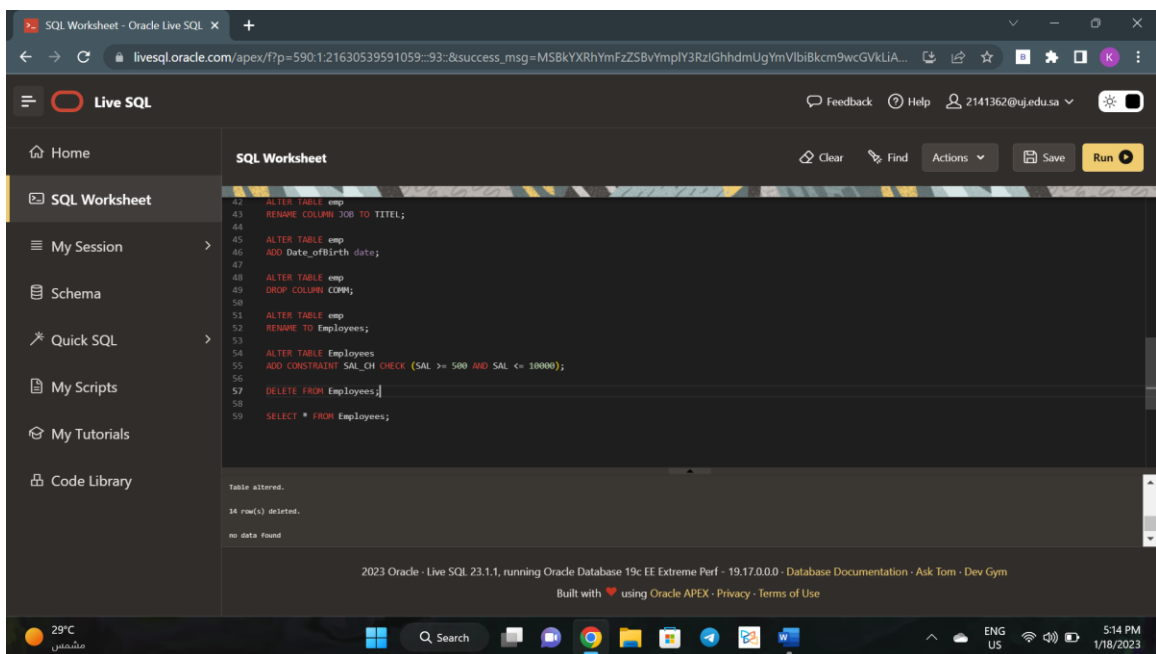 SQL Worksheet - Oracle Live SQL
livesql.oracle.com/apex/f?p=590:1:21630539591059:::93::&success_msg=MSBkYXRhYmFzZSBvYmplY3RzIGhhdmUgYmVlbiBkcm9wcGVkLiA...
B
K
Live SQL
Feedback Help 2141362@uj.edu.sa
Home
SQL Worksheet
Clear Find Actions Save Run
SQL Worksheet
My Session
Schema
Quick SQL
My Scripts
My Tutorials
Code Library
42 ALTER TABLE emp
43 RENAME COLUMN JOB TO TITEL;
44
45 ALTER TABLE emp
46 ADD Date_ofBirth date;
47
48 ALTER TABLE emp
49 DROP COLUMN COMM;
50
51 ALTER TABLE emp
52 RENAME TO Employees;
53
54 ALTER TABLE Employees
55 ADD CONSTRAINT SAL_CH CHECK (SAL >= 500 AND SAL <= 10000);
56
57 DELETE FROM Employees;
58
59 SELECT * FROM Employees;
Table altered.
14 row(s) deleted.
no data found
2023 Oracle · Live SQL 23.1.1, running Oracle Database 19c EE Extreme Perf - 19.17.0.0.0 · Database Documentation · Ask Tom · Dev Gym
Built with ❤ using Oracle APEX · Privacy · Terms of Use
29°C
مشمس
Search
ENG
US
5:14 PM
1/18/2023